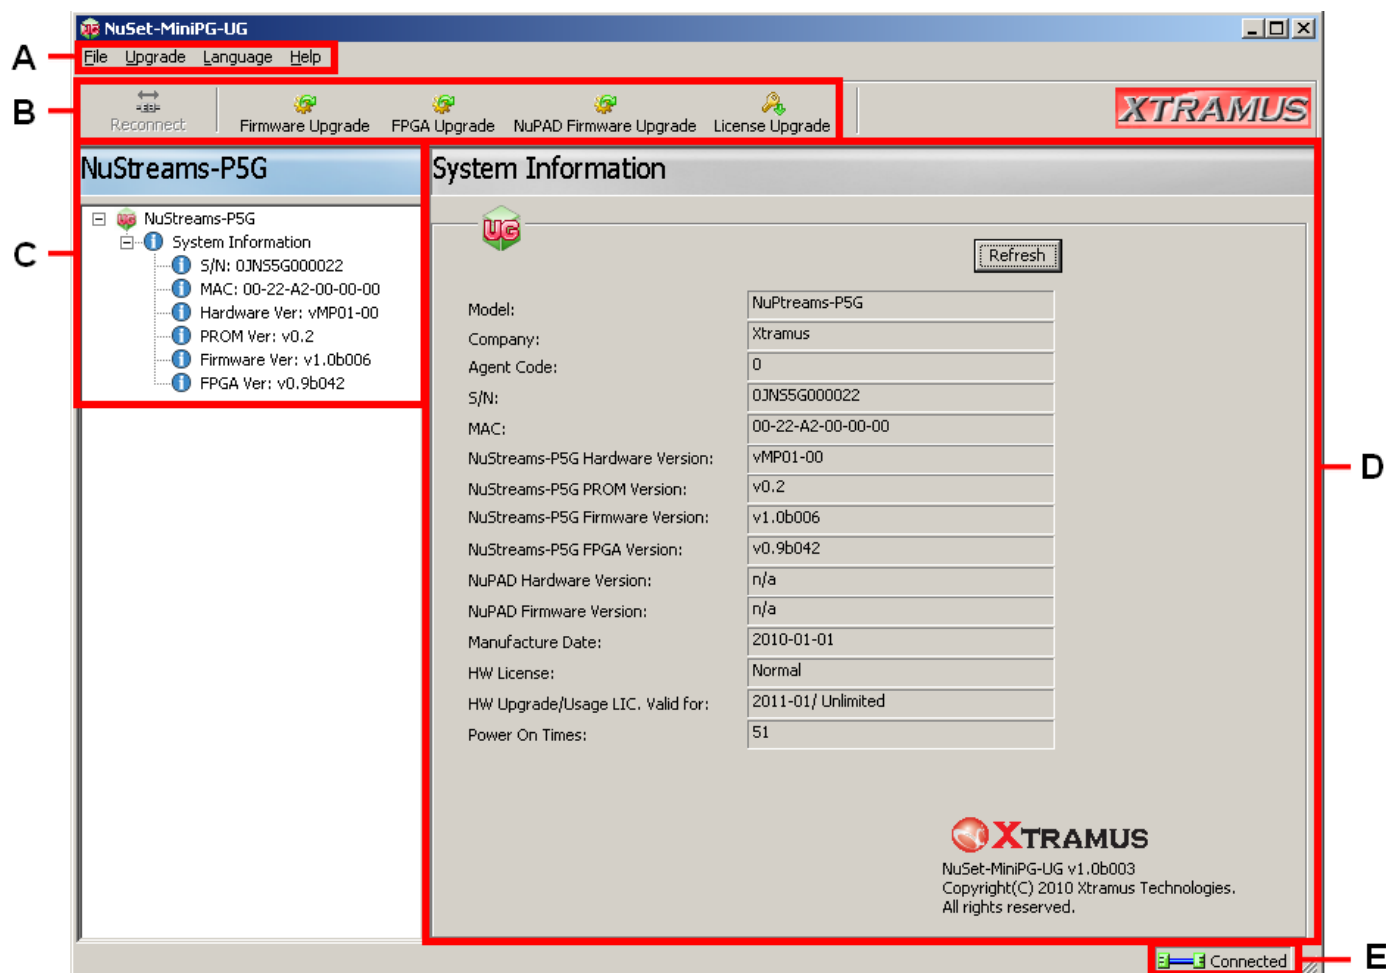 NuSet-MiniPG-UG
A
File Upgrade Language Help
B
Reconnect Firmware Upgrade FPGA Upgrade NuPAD Firmware Upgrade License Upgrade
XTRAMUS
NuStreams-P5G
System Information
C
NuStreams-P5G
System Information
S/N: 0JNS5G000022
MAC: 00-22-A2-00-00-00
Hardware Ver: vMP01-00
PROM Ver: v0.2
Firmware Ver: v1.0b006
FPGA Ver: v0.9b042
UG
Refresh
Model: NuPtreams-P5G
Company: Xtramus
Agent Code: 0
S/N: 0JNS5G000022
MAC: 00-22-A2-00-00-00
NuStreams-P5G Hardware Version: vMP01-00
D
NuStreams-P5G PROM Version: v0.2
NuStreams-P5G Firmware Version: v1.0b006
NuStreams-P5G FPGA Version: v0.9b042
NuPAD Hardware Version: n/a
NuPAD Firmware Version: n/a
Manufacture Date: 2010-01-01
HW License: Normal
HW Upgrade/Usage LIC. Valid for: 2011-01/ Unlimited
Power On Times: 51
XTRAMUS
NuSet-MiniPG-UG v1.0b003
Copyright(C) 2010 Xtramus Technologies.
All rights reserved.
Connected
E